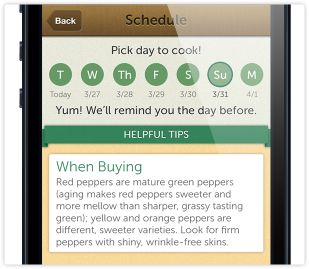 Back
Schedule
Pick day to cook!
T W Th F S Su M
Today 3/27 3/28 3/29 3/30 3/31 4/1
Yum! We'll remind you the day before.
HELPFUL TIPS
When Buying
Red peppers are mature green peppers
(aging makes red peppers sweeter and
more mellow than sharper, grassy tasting
green); yellow and orange peppers are
different, sweeter varieties. Look for firm
peppers with shiny, wrinkle-free skins.